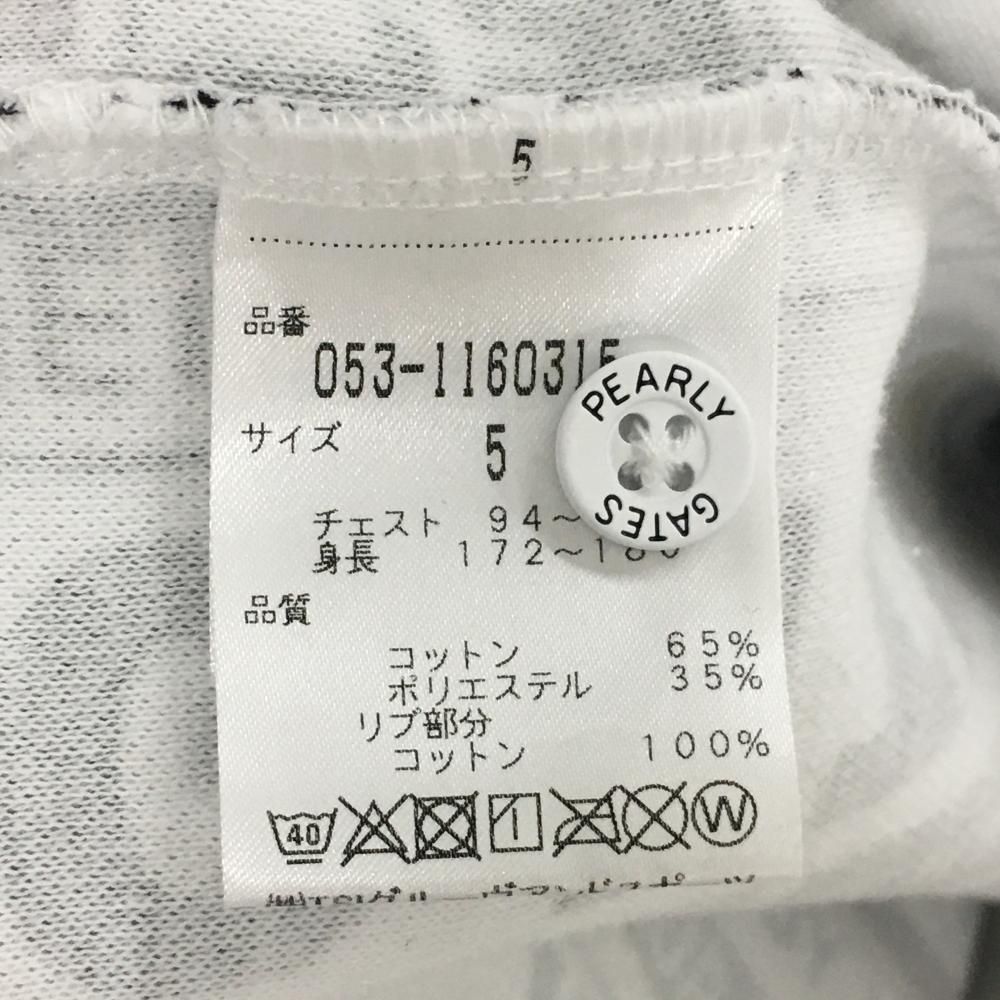 5
品番
053-1160315
サイズ
5
PEARLY
GATES
チェスト 94~
身長 172~180
品質
コットン 65%
ポリエステル 35%
リブ部分
コットン 100%
40
W